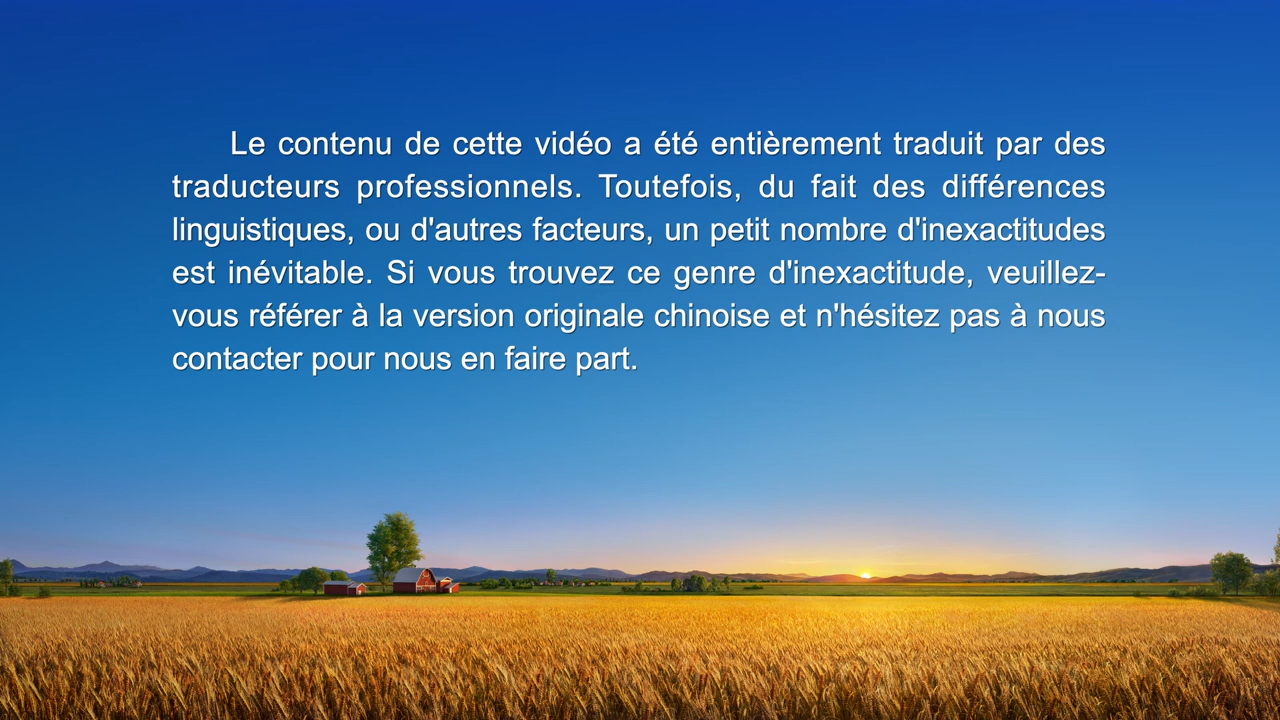 Le contenu de cette vidéo a été entièrement traduit par des
traducteurs professionnels. Toutefois, du fait des différences
linguistiques, ou d'autres facteurs, un petit nombre d'inexactitudes
est inévitable. Si vous trouvez ce genre d'inexactitude, veuillez-
vous référer à la version originale chinoise et n'hésitez pas à nous
contacter pour nous en faire part.